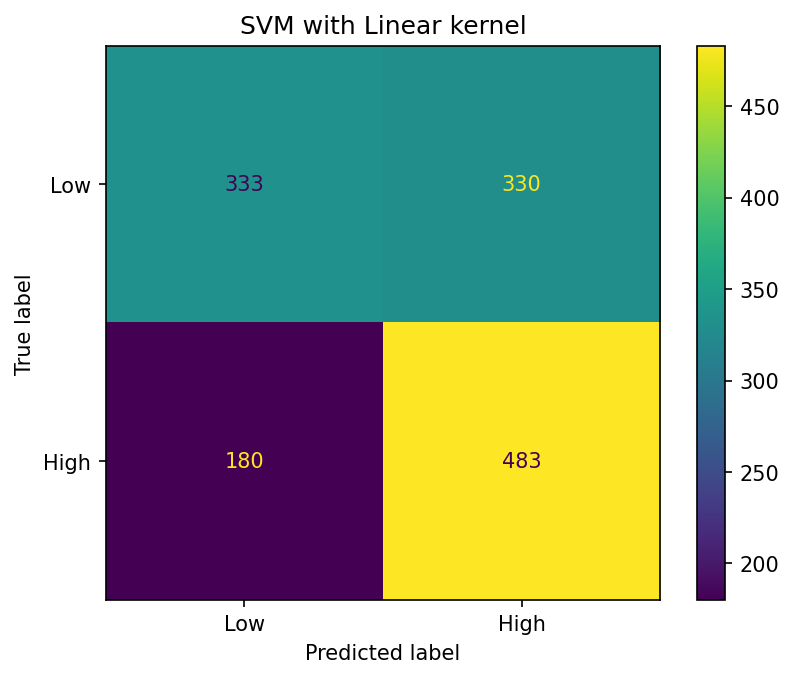 SVM with Linear kernel
True label
Low
333
330
High
180
483
Low
High
Predicted label
450
400
350
300
250
200